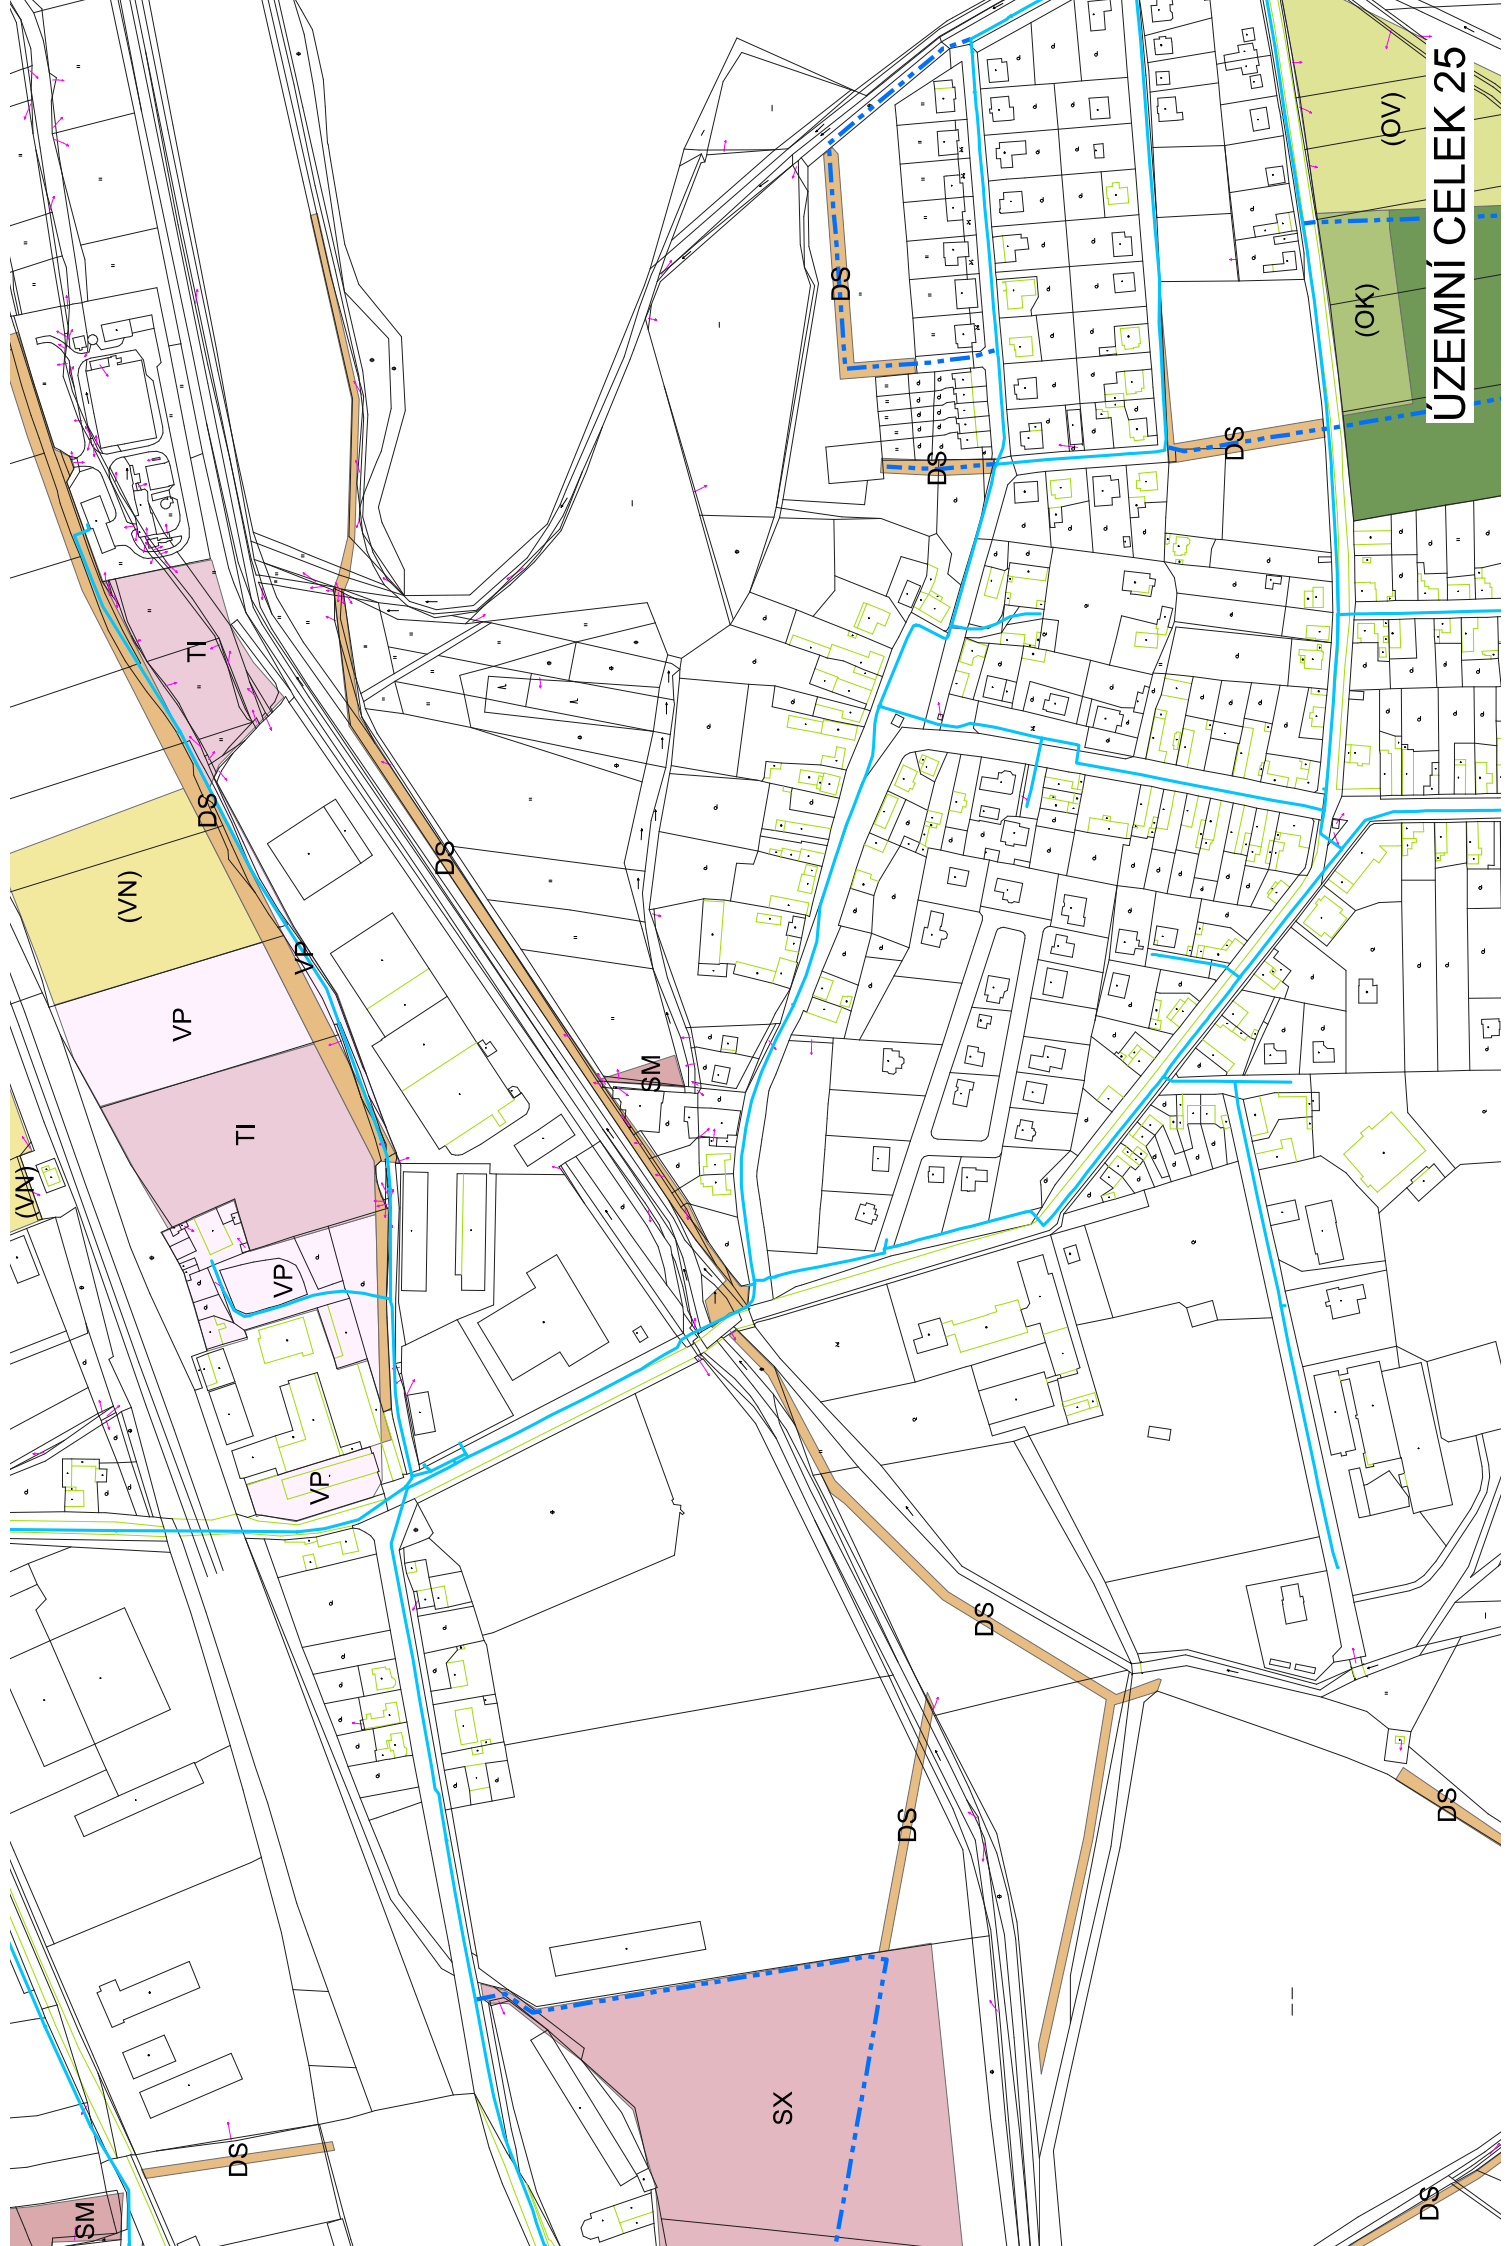 ÚZEMNÍ CELEK 25
(OV)
(OK)
DS
DS
DS
TI
DS
(VN)
DS
VP
VP
SM
TI
(VN)
VP
VP
DS
DS
DS
SX
DS
SM
DS